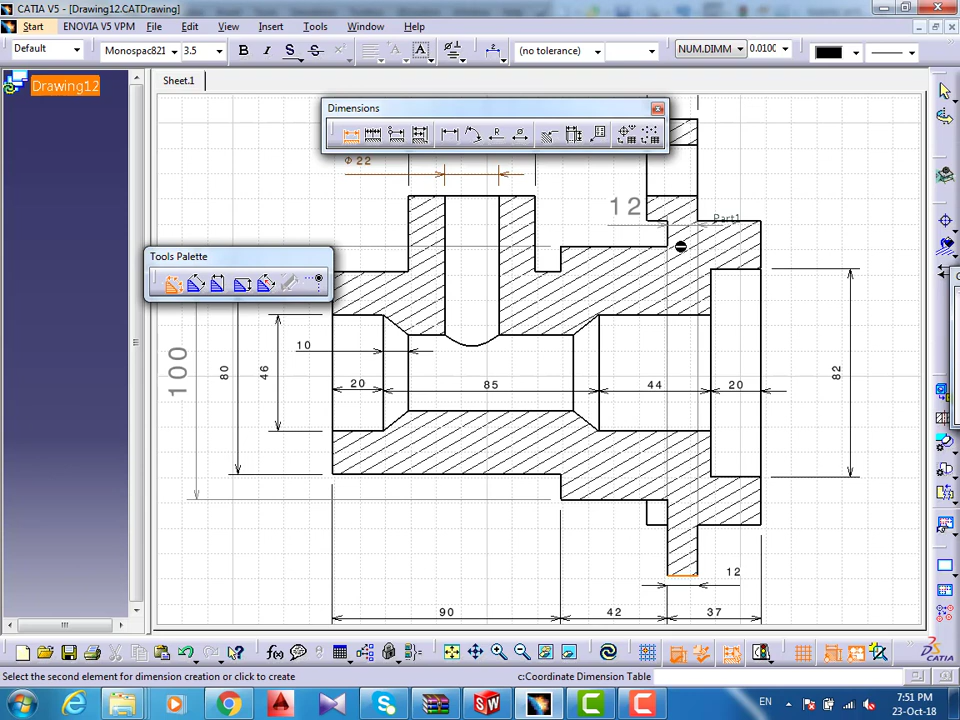 CATIA V5 - [Drawing12.CATDrawing]
Start ENOVIA V5 VPM File Edit View Insert Tools Window Help
Default Monospac821 3.5 B I S S (no tolerance) NUM.DIMM 0.0100
Drawing12
Sheet.1
Dimensions
Φ 22
12
Part1
Tools Palette
10
100
80
46
20
85
44
20
82
12
90
42
37
f(x)
CATIA
Select the second element for dimension creation or click to create
c:Coordinate Dimension Table
EN
7:51 PM
23-Oct-18